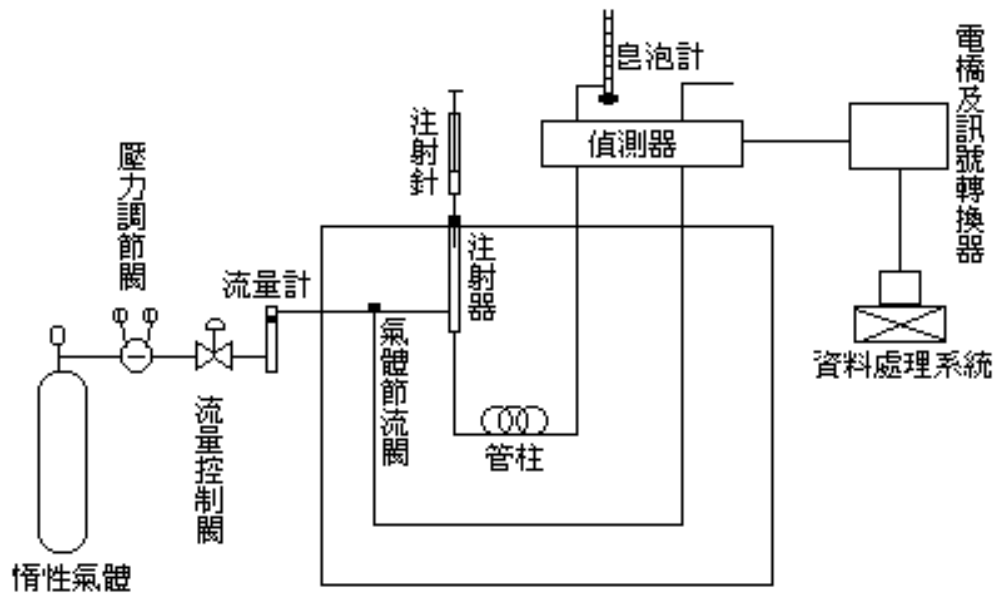 皂泡計
電橋及訊號轉換器
注射針
偵測器
壓力調節閥
注射器
流量計
氣體節流閥
資料處理系統
流量控制閥
管柱
惰性氣體